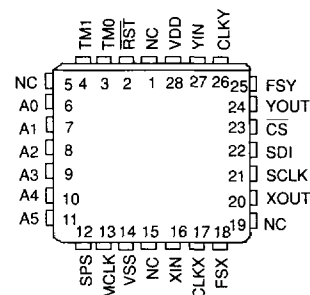 TM1 TM0 RST NC VDD YIN CLKY
4 3 2 1 28 27 26
NC 5 25 FSY
A0 6 24 YOUT
A1 7 23 CS
A2 8 22 SDI
A3 9 21 SCLK
A4 10 20 XOUT
A5 11 19 NC
12 13 14 15 16 17 18
SPS MCLK VSS NC XIN CLKX FSX